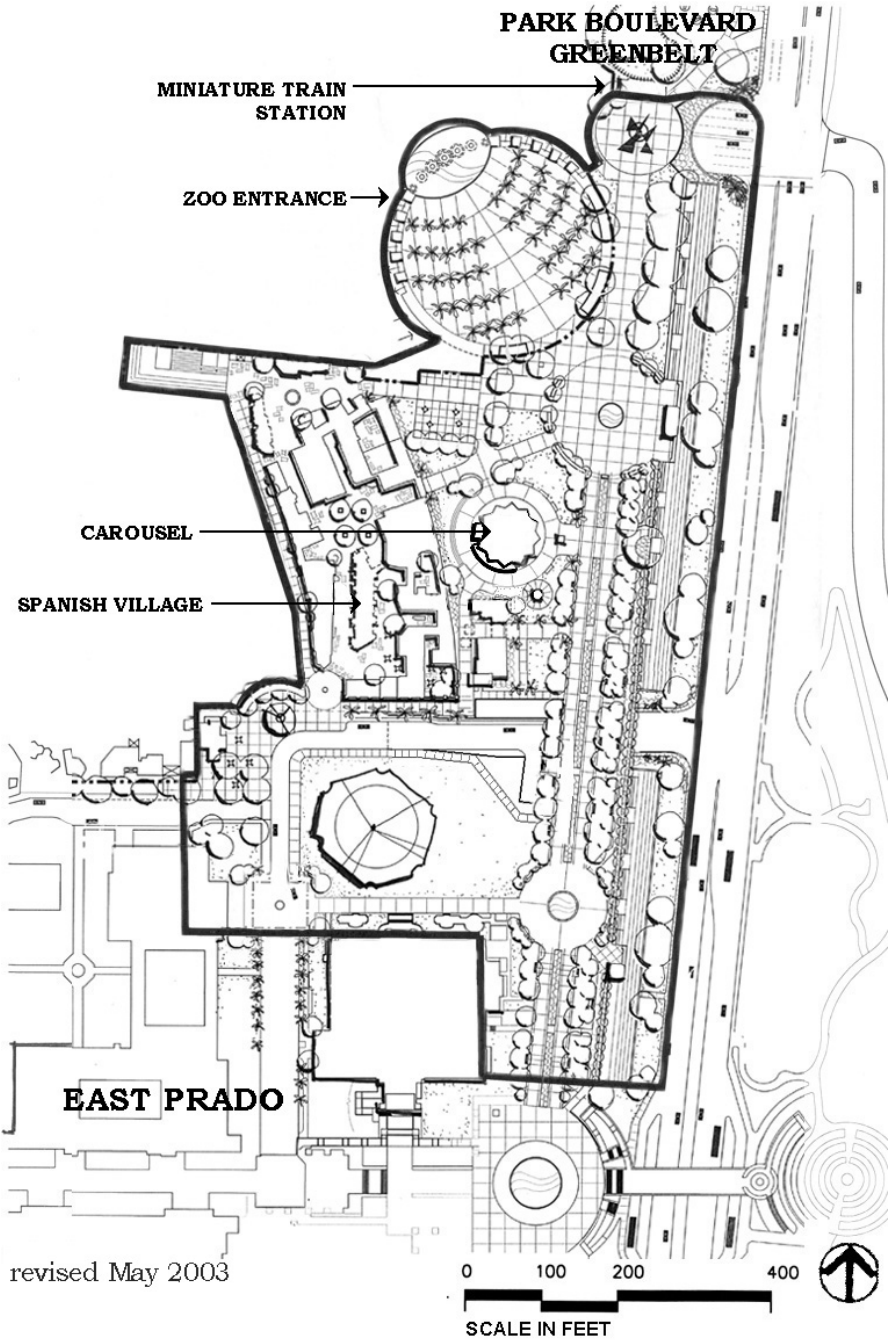 PARK BOULEVARD
GREENBELT
MINIATURE TRAIN
STATION
ZOO ENTRANCE
CAROUSEL
SPANISH VILLAGE
EAST PRADO
revised May 2003
0 100 200 400
SCALE IN FEET